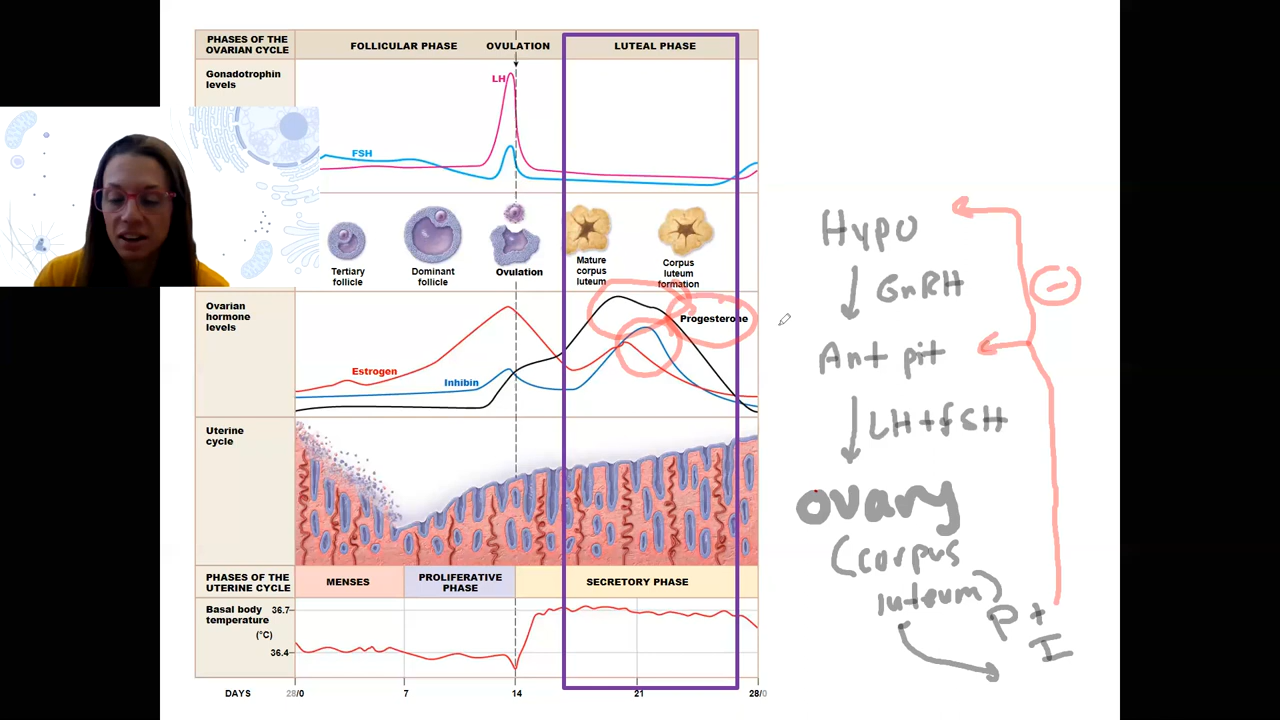 PHASES OF THE
OVARIAN CYCLE
FOLLICULAR PHASE
OVULATION
LUTEAL PHASE
Gonadotrophin
levels
LH
FSH
Tertiary
follicle
Dominant
follicle
Ovulation
Mature
corpus
luteum
Corpus
luteum
formation
Ovarian
hormone
levels
Progesterone
Estrogen
Inhibin
Uterine
cycle
PHASES OF THE
UTERINE CYCLE
MENSES
PROLIFERATIVE
PHASE
SECRETORY PHASE
Basal body
temperature
(°C)
36.7
36.4
DAYS
28/0
7
14
21
28/0
Hypo
GnRH
Ant pit
LH+fSH
ovary
(corpus
luteum)
P +
I